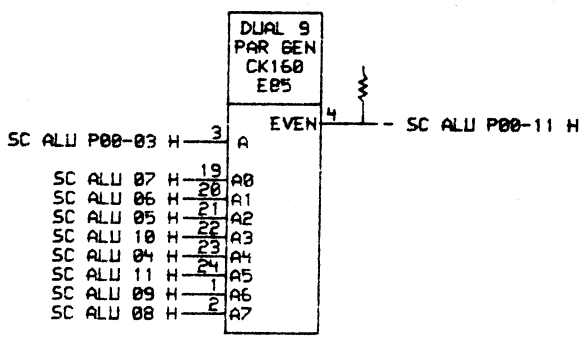 DUAL 9
PAR GEN
CK160
E85
EVEN 4 SC ALU P00-11 H
SC ALU P00-03 H 3 A
SC ALU 07 H 19 A0
SC ALU 06 H 20 A1
SC ALU 05 H 21 A2
SC ALU 10 H 22 A3
SC ALU 04 H 23 A4
SC ALU 11 H 24 A5
SC ALU 09 H 1 A6
SC ALU 08 H 2 A7